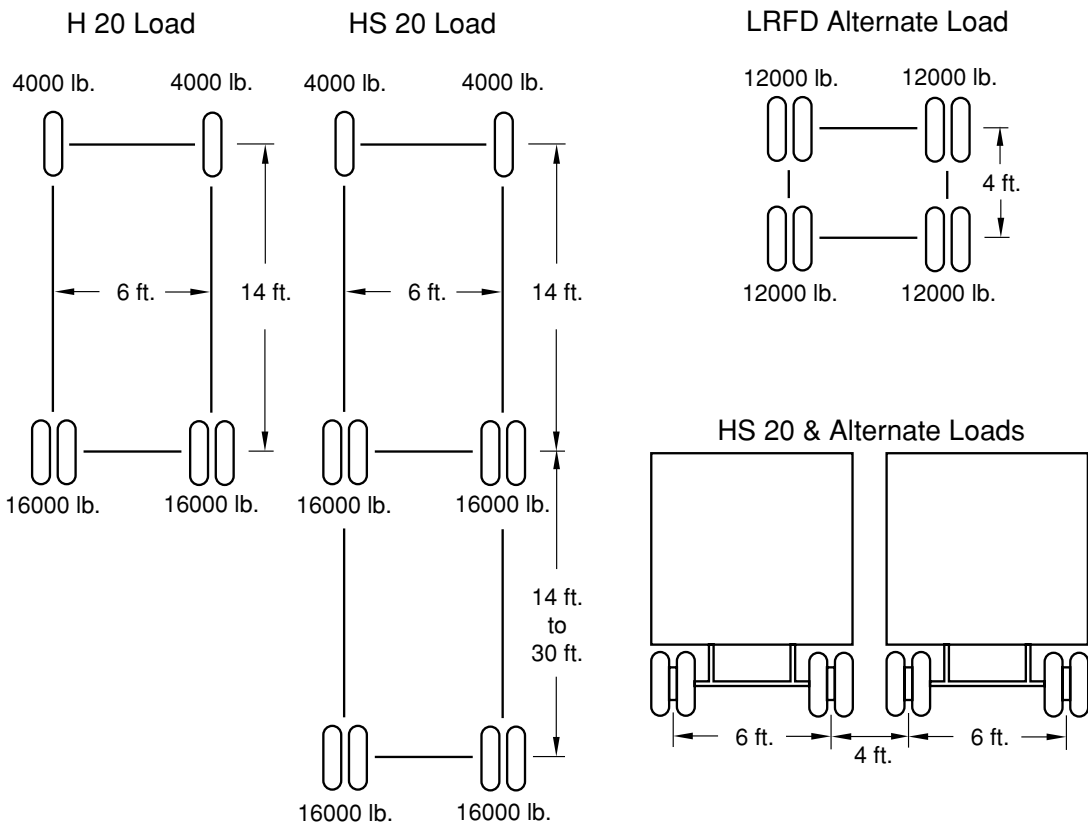 H 20 Load
4000 lb.
4000 lb.
6 ft.
14 ft.
16000 lb.
16000 lb.
HS 20 Load
4000 lb.
4000 lb.
6 ft.
14 ft.
16000 lb.
16000 lb.
14 ft.
to
30 ft.
16000 lb.
16000 lb.
LRFD Alternate Load
12000 lb.
12000 lb.
4 ft.
12000 lb.
12000 lb.
HS 20 & Alternate Loads
6 ft.
4 ft.
6 ft.